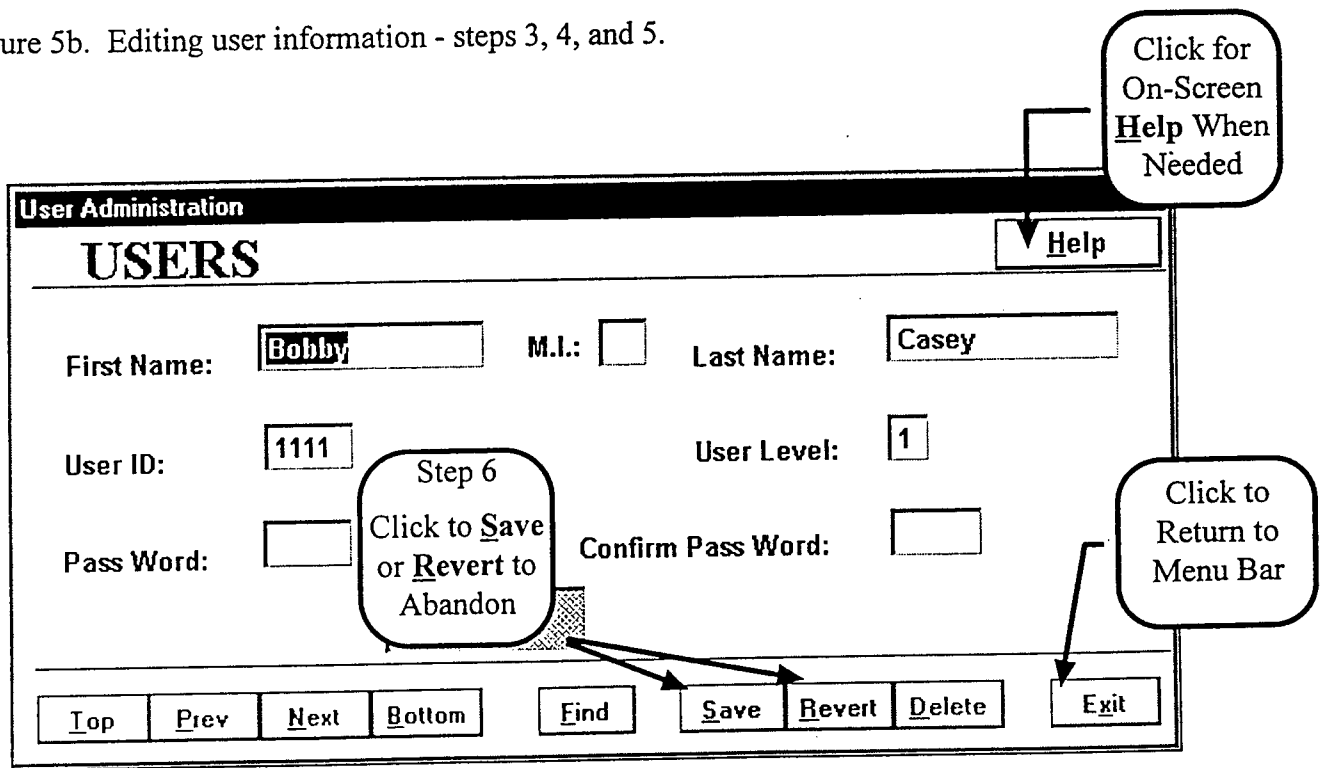 ure 5b. Editing user information - steps 3, 4, and 5.
Click for
On-Screen
Help When
Needed
User Administration
USERS
Help
First Name: Bobby M.I.: Last Name: Casey
User ID: 1111 User Level: 1
Step 6
Click to Save
or Revert to
Abandon
Click to
Return to
Menu Bar
Pass Word: Confirm Pass Word:
Top Prev Next Bottom Find Save Revert Delete Exit